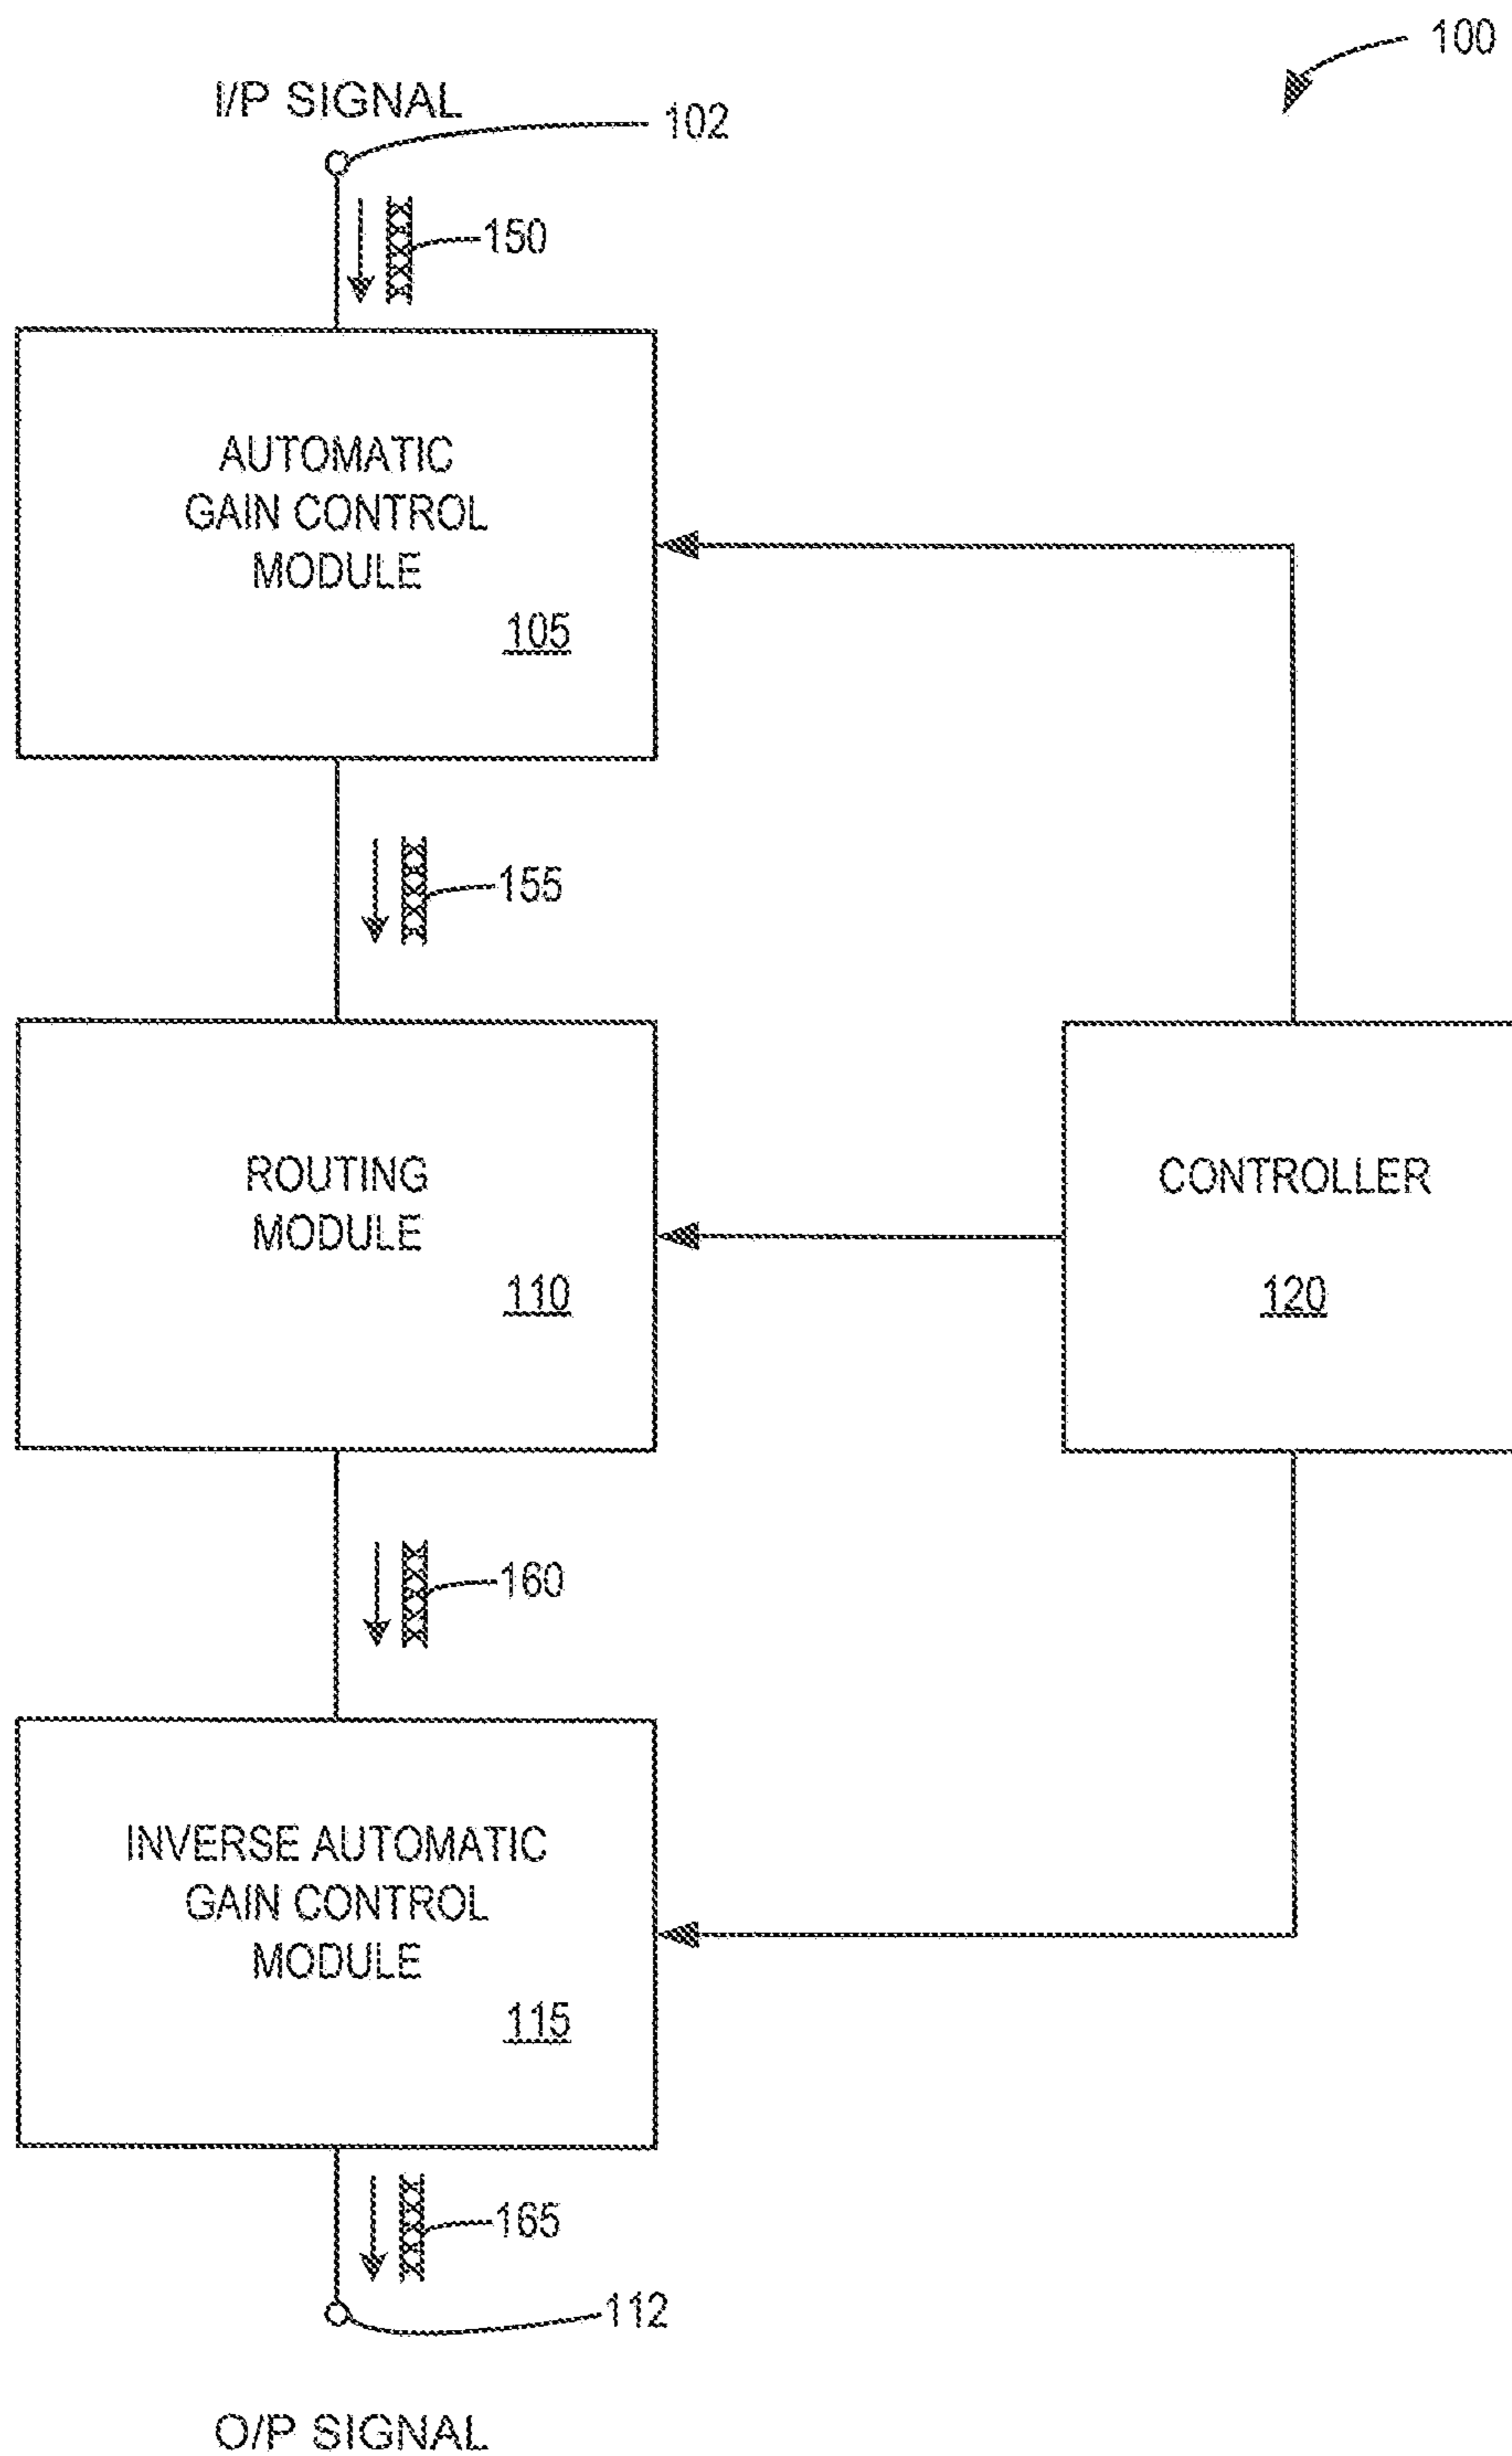 100
I/P SIGNAL
102
150
AUTOMATIC
GAIN CONTROL
MODULE
105
155
ROUTING
MODULE
110
CONTROLLER
120
160
INVERSE AUTOMATIC
GAIN CONTROL
MODULE
115
165
112
O/P SIGNAL